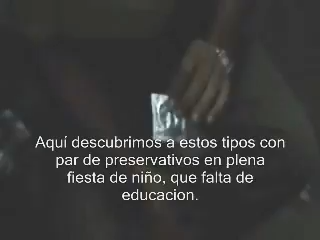 Aquí descubrimos a estos tipos con
par de preservativos en plena
fiesta de niño, que falta de
educacion.